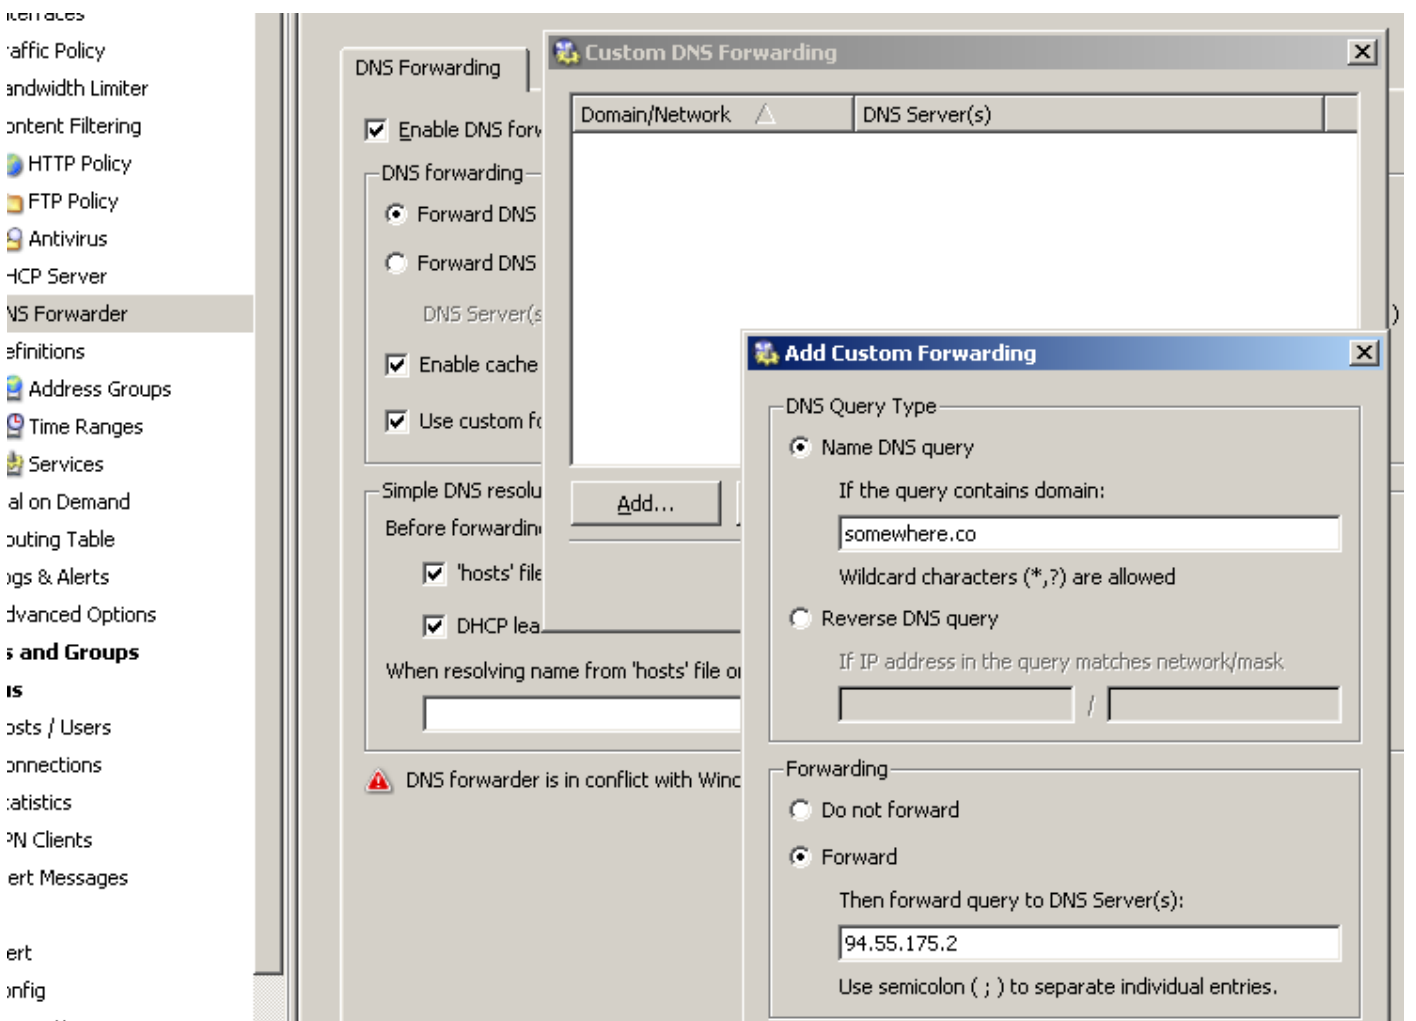 affic Policy
andwidth Limiter
ontent Filtering
HTTP Policy
FTP Policy
Antivirus
HCP Server
NS Forwarder
efinitions
Address Groups
Time Ranges
Services
al on Demand
outing Table
ogs & Alerts
dvanced Options
s and Groups
us
osts / Users
onnections
tatistics
PN Clients
ert Messages
ert
onfig
DNS Forwarding
Enable DNS forw
DNS forwarding
Forward DNS
Forward DNS
DNS Server(s
)
Enable cache
Use custom fo
Simple DNS resolu
Before forwardin
'hosts' file
DHCP lea
When resolving name from 'hosts' file or
DNS forwarder is in conflict with Winc
Custom DNS Forwarding
Domain/Network DNS Server(s)
Add...
Add Custom Forwarding
DNS Query Type
Name DNS query
If the query contains domain:
somewhere.co
Wildcard characters (*,?) are allowed
Reverse DNS query
If IP address in the query matches network/mask
/
Forwarding
Do not forward
Forward
Then forward query to DNS Server(s):
94.55.175.2
Use semicolon ( ; ) to separate individual entries.